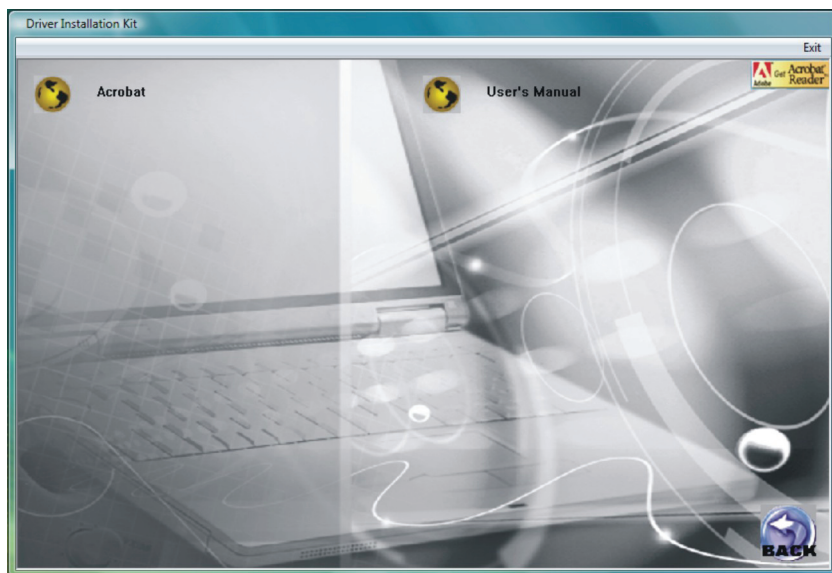 Driver Installation Kit
Exit
Acrobat
User's Manual
Adobe
Get Acrobat
Reader
BACK